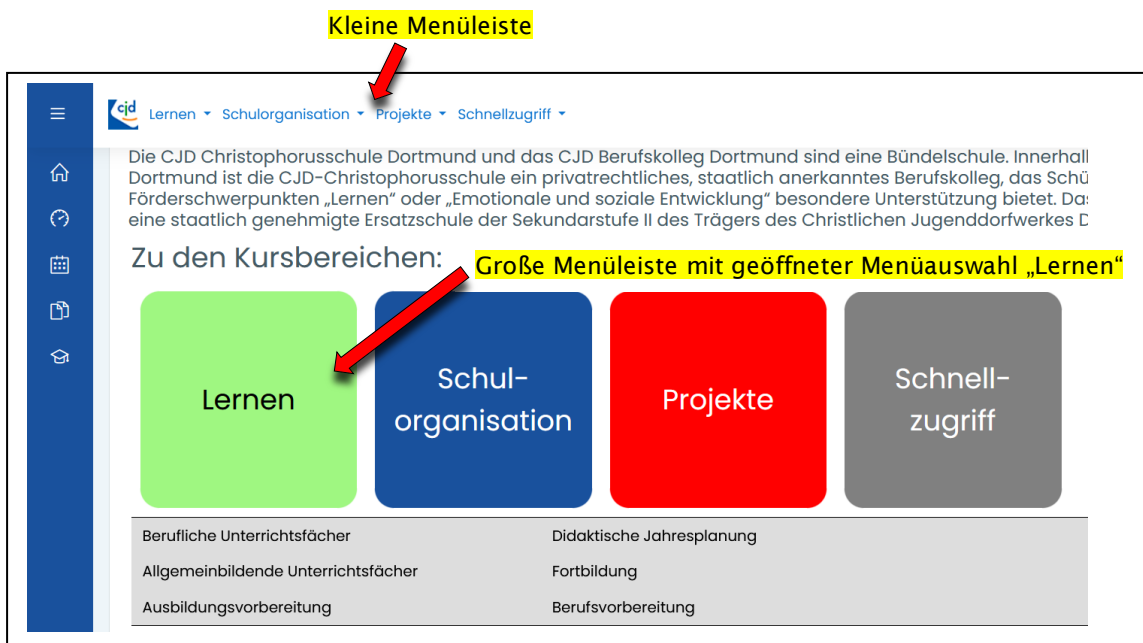 Kleine Menüleiste
cjd Lernen Schulorganisation Projekte Schnellzugriff
Die CJD Christophorusschule Dortmund und das CJD Berufskolleg Dortmund sind eine Bündelschule. Innerhall
Dortmund ist die CJD-Christophorusschule ein privatrechtliches, staatlich anerkanntes Berufskolleg, das Schü
Förderschwerpunkten „Lernen“ oder „Emotionale und soziale Entwicklung“ besondere Unterstützung bietet. Das
eine staatlich genehmigte Ersatzschule der Sekundarstufe II des Trägers des Christlichen Jugenddorfwerkes D
Zu den Kursbereichen:
Große Menüleiste mit geöffneter Menüauswahl „Lernen“
Lernen
Schul-
organisation
Projekte
Schnell-
zugriff
Berufliche Unterrichtsfächer
Didaktische Jahresplanung
Allgemeinbildende Unterrichtsfächer
Fortbildung
Ausbildungsvorbereitung
Berufsvorbereitung